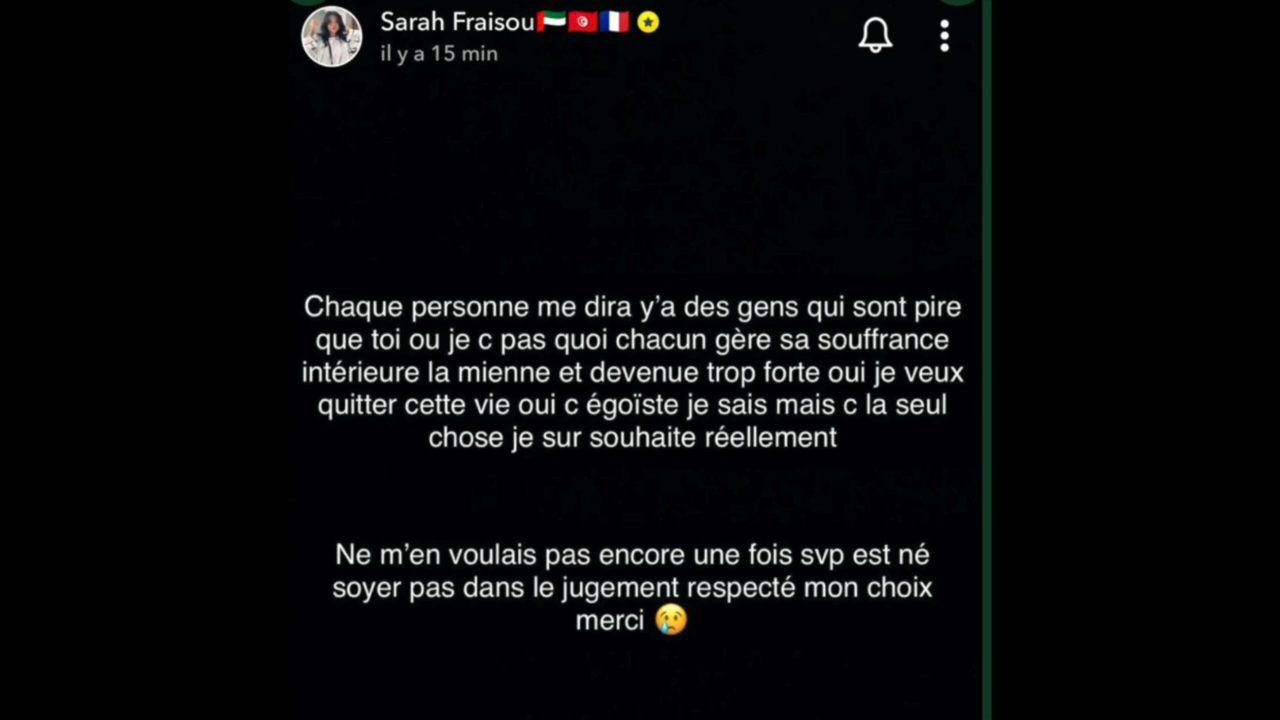 Sarah Fraisou🇦🇪🇹🇳🇫🇷
il y a 15 min
Chaque personne me dira y’a des gens qui sont pire
que toi ou je c pas quoi chacun gère sa souffrance
intérieure la mienne et devenue trop forte oui je veux
quitter cette vie oui c égoïste je sais mais c la seul
chose je sur souhaite réellement
Ne m’en voulais pas encore une fois svp est né
soyer pas dans le jugement respecté mon choix
merci 😢